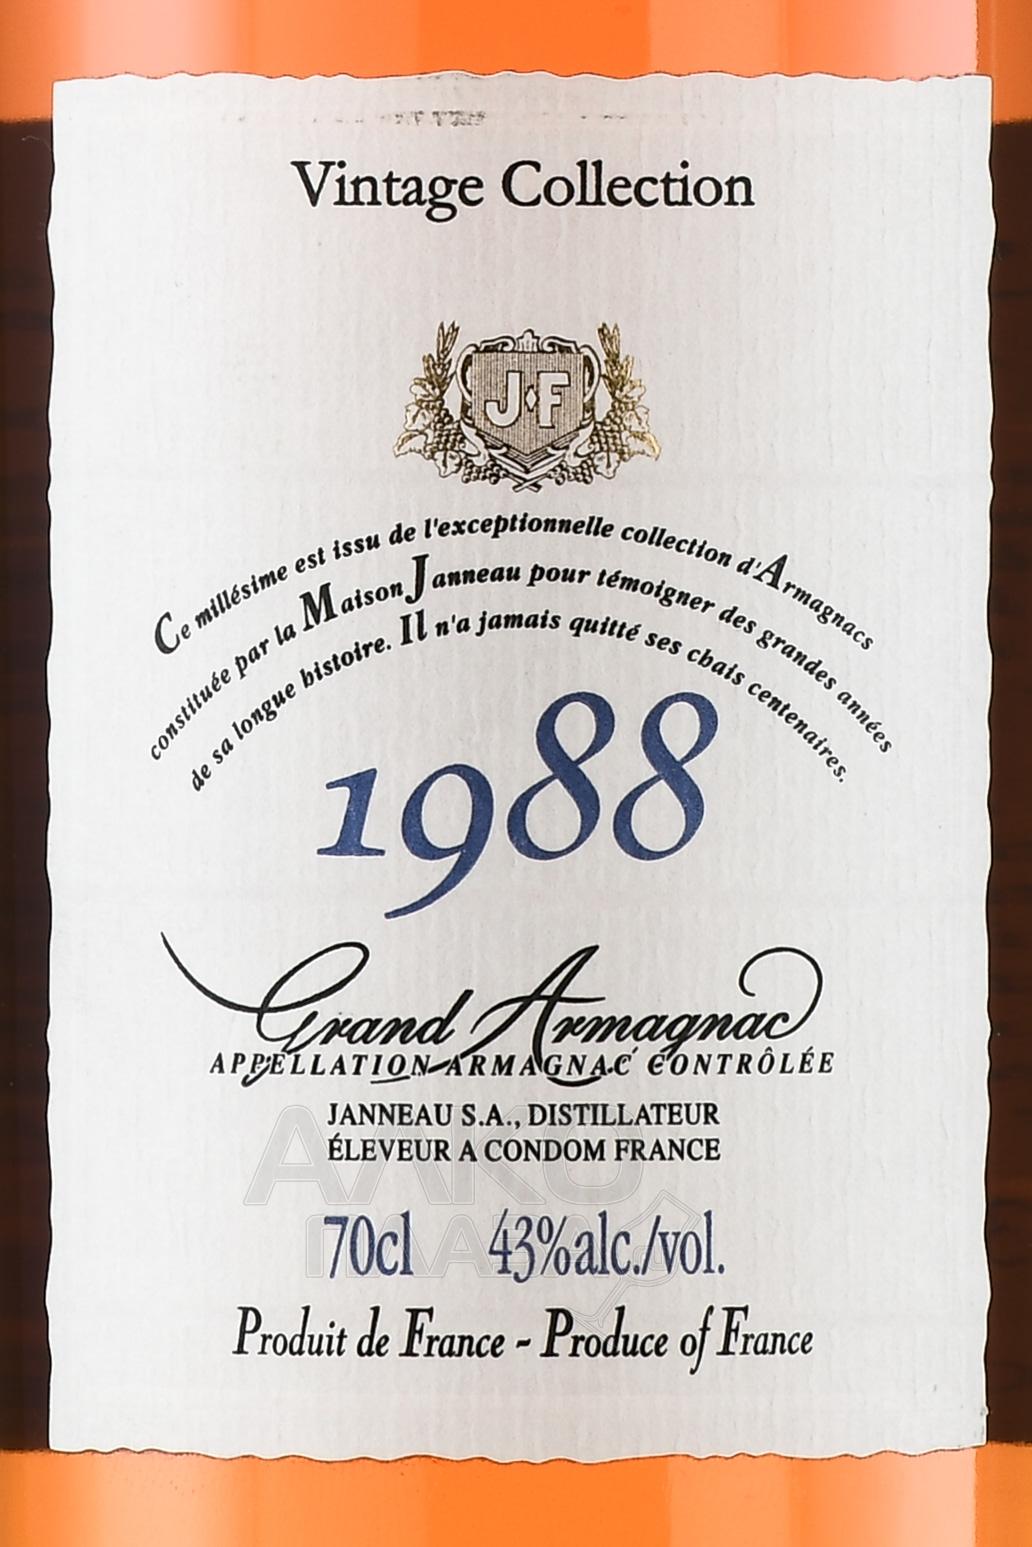 Vintage Collection
J F
Ce millésime est issu de l'exceptionnelle collection d'Armagnacs
constituée par la Maison Janneau pour témoigner des grandes années
de sa longue histoire. Il n'a jamais quitté ses chais centenaires.
1988
Grand Armagnac
APPELLATION ARMAGNAC CONTRÔLÉE
JANNEAU S.A., DISTILLATEUR
ÉLEVEUR A CONDOM FRANCE
70cl 43%alc./vol.
Produit de France - Produce of France